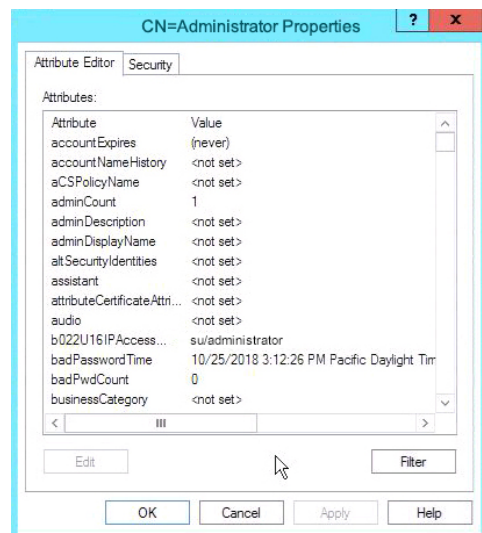 CN=Administrator Properties ? x
Attribute Editor Security
Attributes:
Attribute Value
accountExpires (never)
accountNameHistory <not set>
aCSPolicyName <not set>
adminCount 1
adminDescription <not set>
adminDisplayName <not set>
altSecurityIdentities <not set>
assistant <not set>
attributeCertificateAttri... <not set>
audio <not set>
b022U16IPAccess... su/administrator
badPasswordTime 10/25/2018 3:12:26 PM Pacific Daylight Tim
badPwdCount 0
businessCategory <not set>
Edit Filter
OK Cancel Apply Help